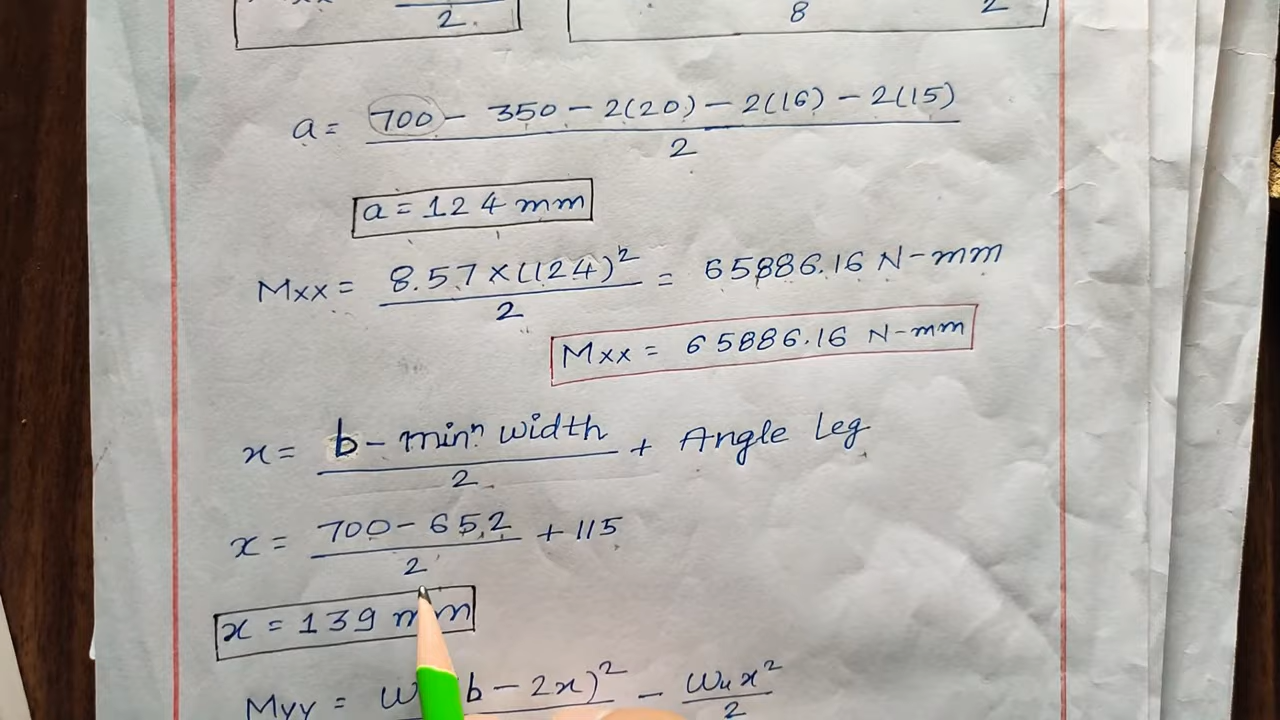 2. 8 2
a = 700 - 350 - 2(20) - 2(16) - 2(15)
2
a = 124 mm
Mxx = 8.57 x (124)² = 65886.16 N-mm
2
Mxx = 65886.16 N-mm
x = b - minⁿ width + Angle Leg
2
x = 700 - 652 + 115
2
x = 139 mm
Myy = w b - 2x)² - wu x²
2